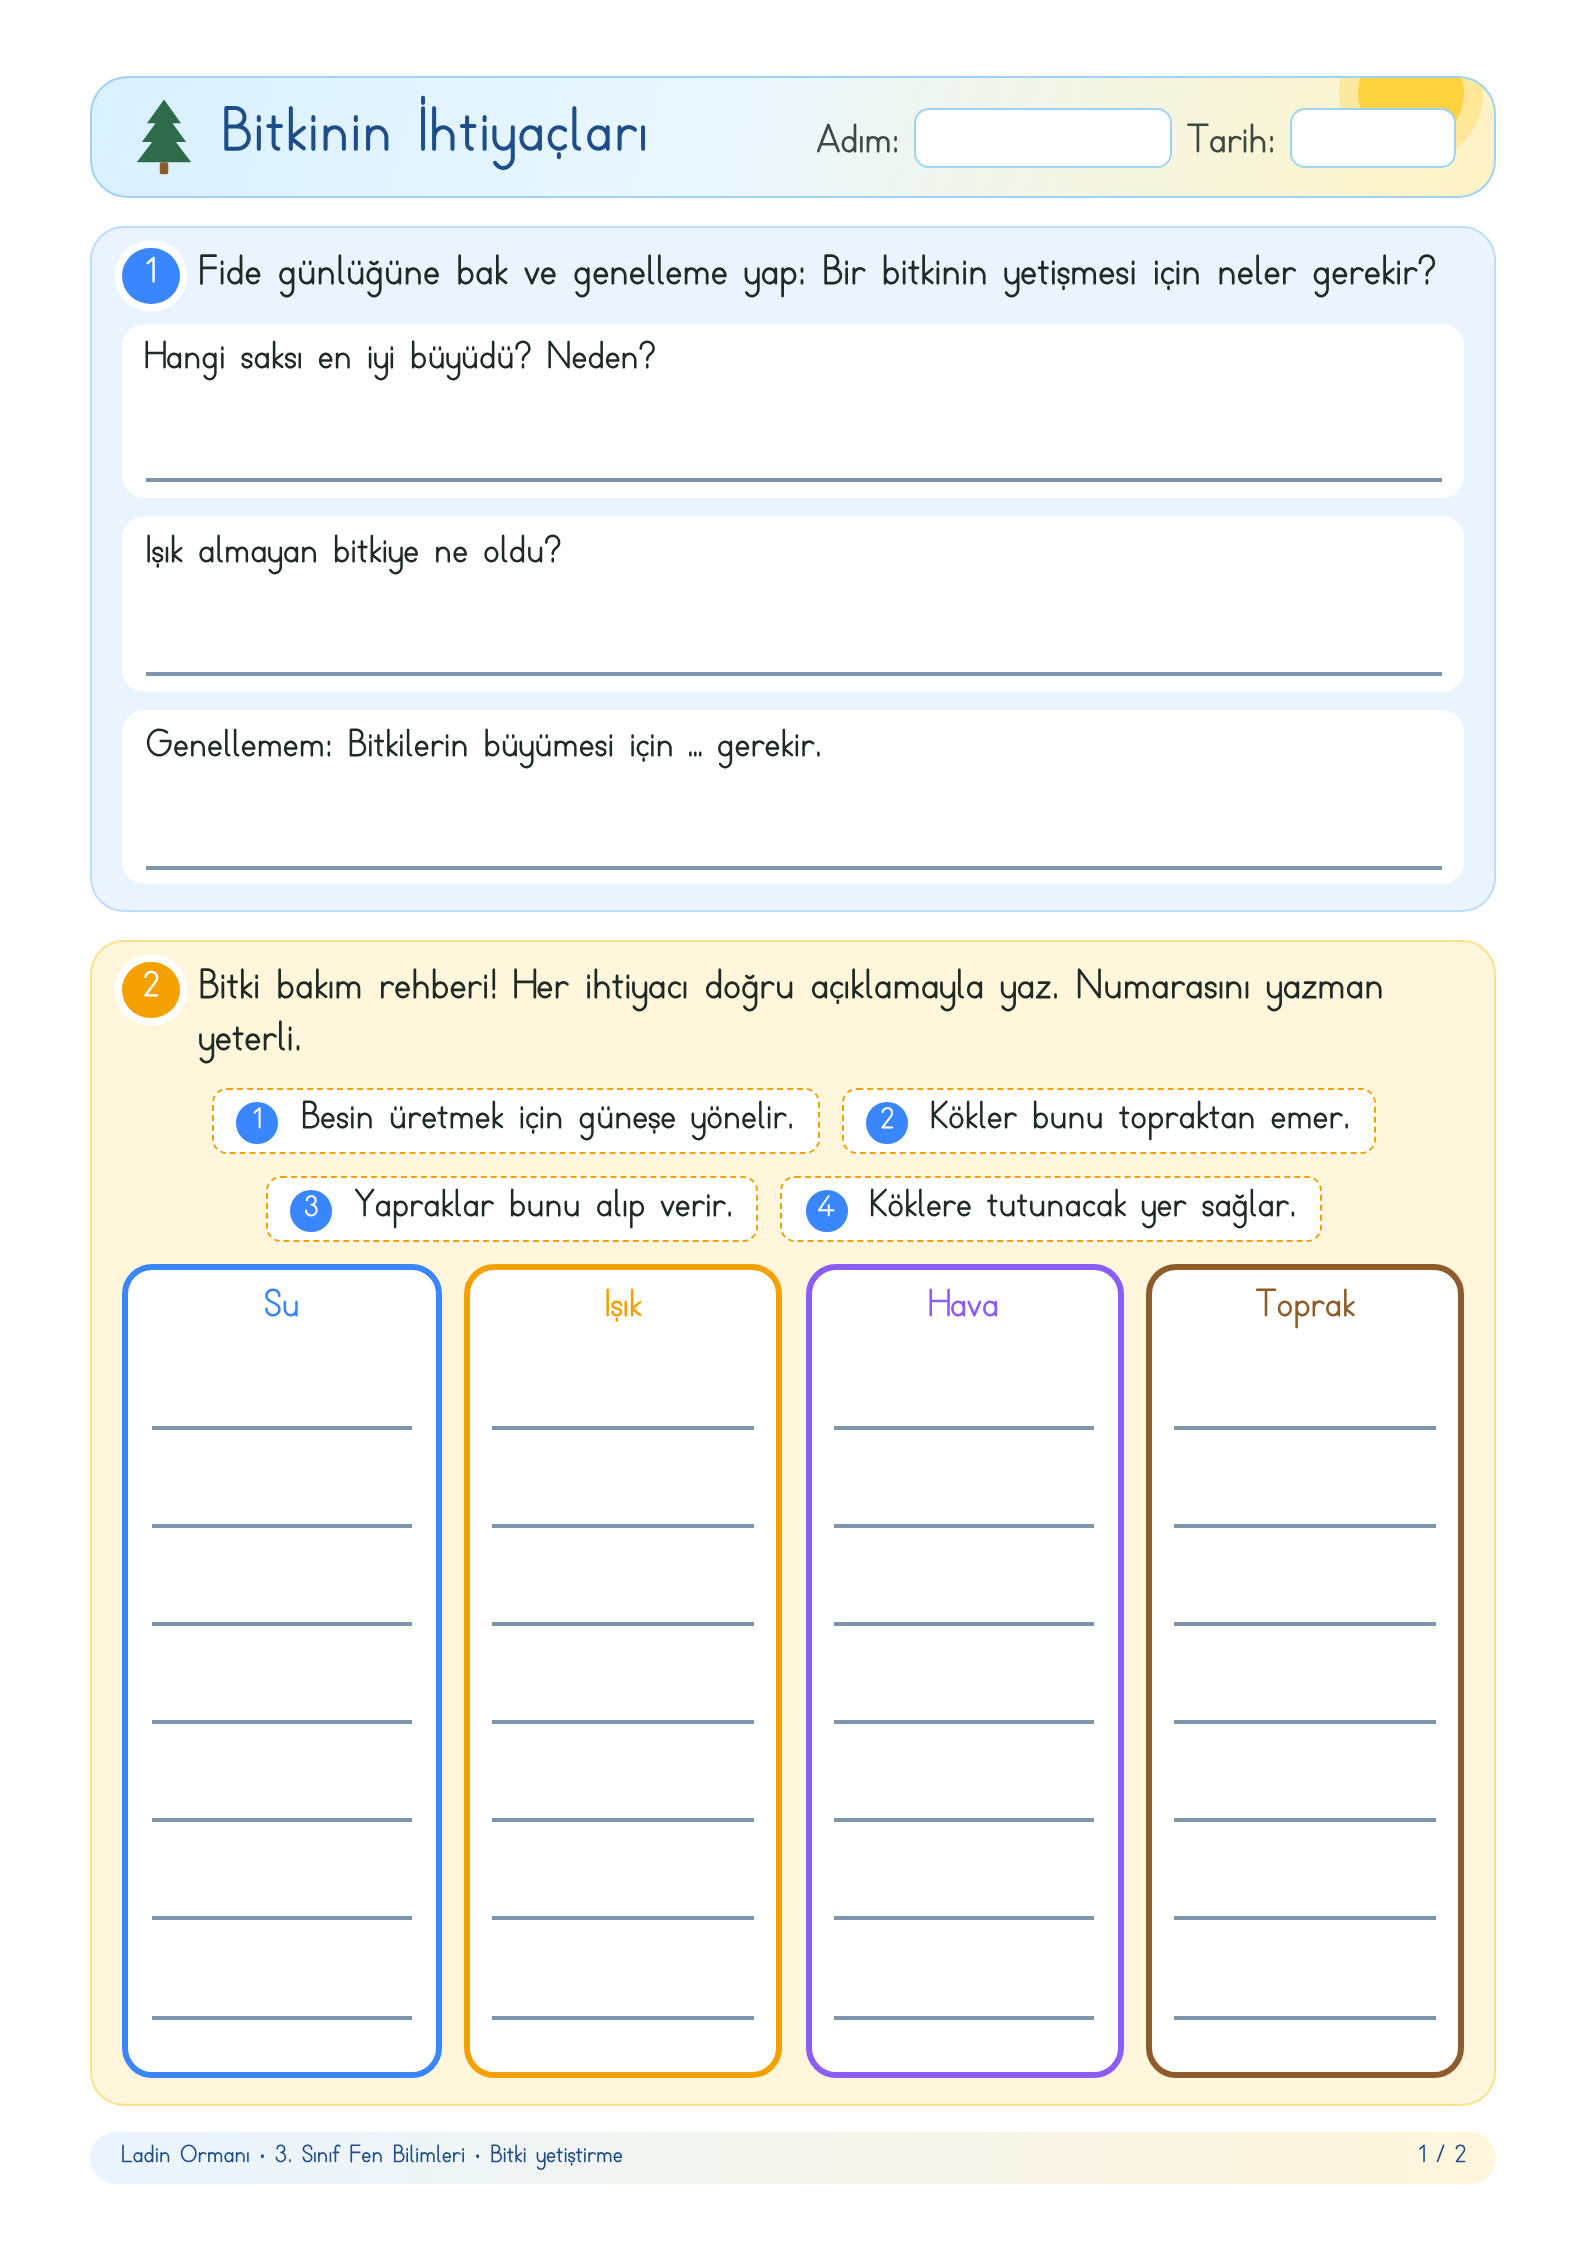 Bitkinin İhtiyaçları
Adım:
Tarih:
1
Fide günlüğüne bak ve genelleme yap: Bir bitkinin yetişmesi için neler gerekir?
Hangi saksı en iyi büyüdü? Neden?
Işık almayan bitkiye ne oldu?
Genellemem: Bitkilerin büyümesi için ... gerekir.
2
Bitki bakım rehberi! Her ihtiyacı doğru açıklamayla yaz. Numarasını yazman
yeterli.
1 Besin üretmek için güneşe yönelir.
2 Kökler bunu topraktan emer.
3 Yapraklar bunu alıp verir.
4 Köklere tutunacak yer sağlar.
Su
Işık
Hava
Toprak
Ladin Ormanı • 3. Sınıf Fen Bilimleri • Bitki yetiştirme
1 / 2